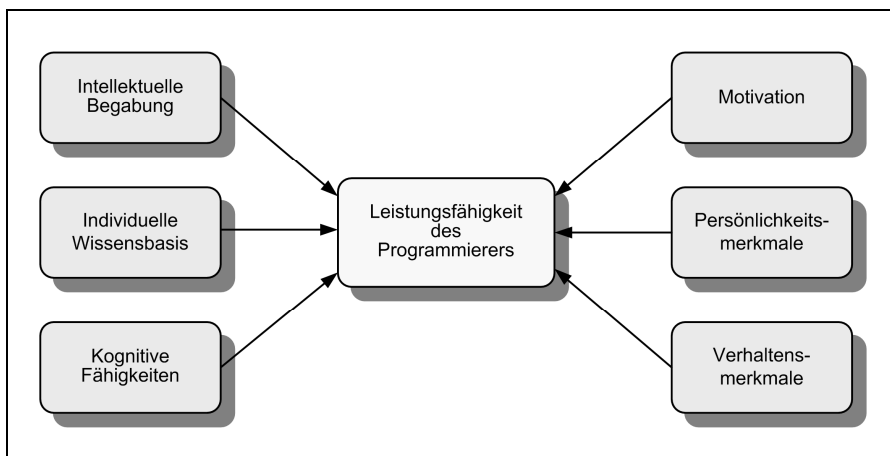 Intellektuelle
Begabung
Individuelle
Wissensbasis
Kognitive
Fähigkeiten
Leistungsfähigkeit
des
Programmierers
Motivation
Persönlichkeits-
merkmale
Verhaltens-
merkmale